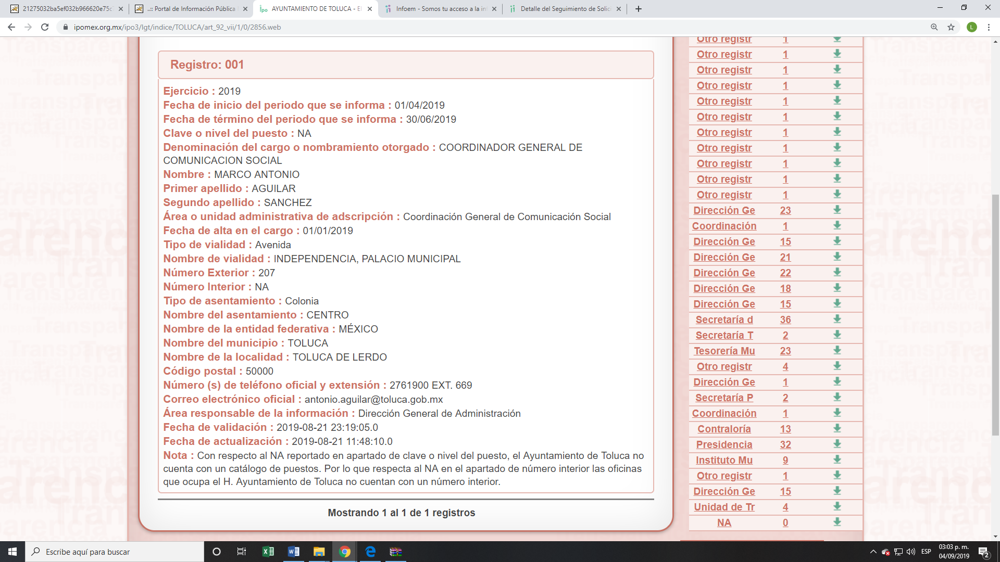 21275032ba5ef032b966620e75c
..:: Portal de Información Pública
AYUNTAMIENTO DE TOLUCA - El
Infoem - Somos tu acceso a la in
Detalle del Seguimiento de Solici
ipomex.org.mx/ipo3/lgt/indice/TOLUCA/art_92_vii/1/0/2856.web
L
Registro: 001
Ejercicio : 2019
Fecha de inicio del periodo que se informa : 01/04/2019
Fecha de término del periodo que se informa : 30/06/2019
Clave o nivel del puesto : NA
Denominación del cargo o nombramiento otorgado : COORDINADOR GENERAL DE
COMUNICACION SOCIAL
Nombre : MARCO ANTONIO
Primer apellido : AGUILAR
Segundo apellido : SANCHEZ
Área o unidad administrativa de adscripción : Coordinación General de Comunicación Social
Fecha de alta en el cargo : 01/01/2019
Tipo de vialidad : Avenida
Nombre de vialidad : INDEPENDENCIA, PALACIO MUNICIPAL
Número Exterior : 207
Número Interior : NA
Tipo de asentamiento : Colonia
Nombre del asentamiento : CENTRO
Nombre de la entidad federativa : MÉXICO
Nombre del municipio : TOLUCA
Nombre de la localidad : TOLUCA DE LERDO
Código postal : 50000
Número (s) de teléfono oficial y extensión : 2761900 EXT. 669
Correo electrónico oficial : antonio.aguilar@toluca.gob.mx
Área responsable de la información : Dirección General de Administración
Fecha de validación : 2019-08-21 23:19:05.0
Fecha de actualización : 2019-08-21 11:48:10.0
Nota : Con respecto al NA reportado en apartado de clave o nivel del puesto, el Ayuntamiento de Toluca no
cuenta con un catálogo de puestos. Por lo que respecta al NA en el apartado de número interior las oficinas
que ocupa el H. Ayuntamiento de Toluca no cuentan con un número interior.
Mostrando 1 al 1 de 1 registros
Otro registr 1
Otro registr 1
Otro registr 1
Otro registr 1
Otro registr 1
Otro registr 1
Otro registr 1
Otro registr 1
Otro registr 1
Otro registr 1
Otro registr 1
Dirección Ge 23
Coordinación 1
Dirección Ge 15
Dirección Ge 21
Dirección Ge 22
Dirección Ge 18
Dirección Ge 15
Secretaría d 36
Secretaría T 2
Tesorería Mu 23
Otro registr 4
Dirección Ge 1
Secretaría P 2
Coordinación 1
Contraloría 13
Presidencia 32
Instituto Mu 9
Otro registr 1
Dirección Ge 15
Unidad de Tr 4
NA 0
Escribe aquí para buscar
ESP
03:03 p. m.
04/09/2019
2